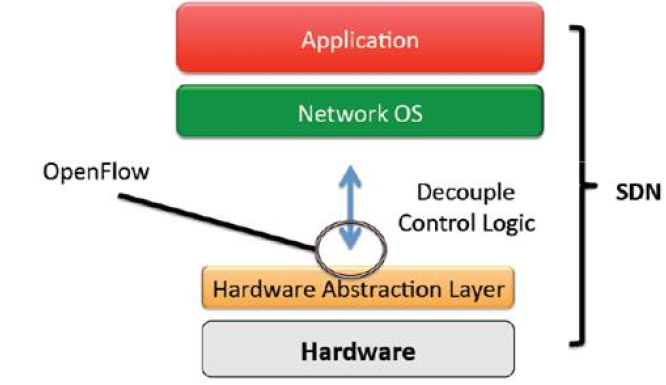 Application
Network OS
OpenFlow
Decouple
Control Logic
SDN
Hardware Abstraction Layer
Hardware